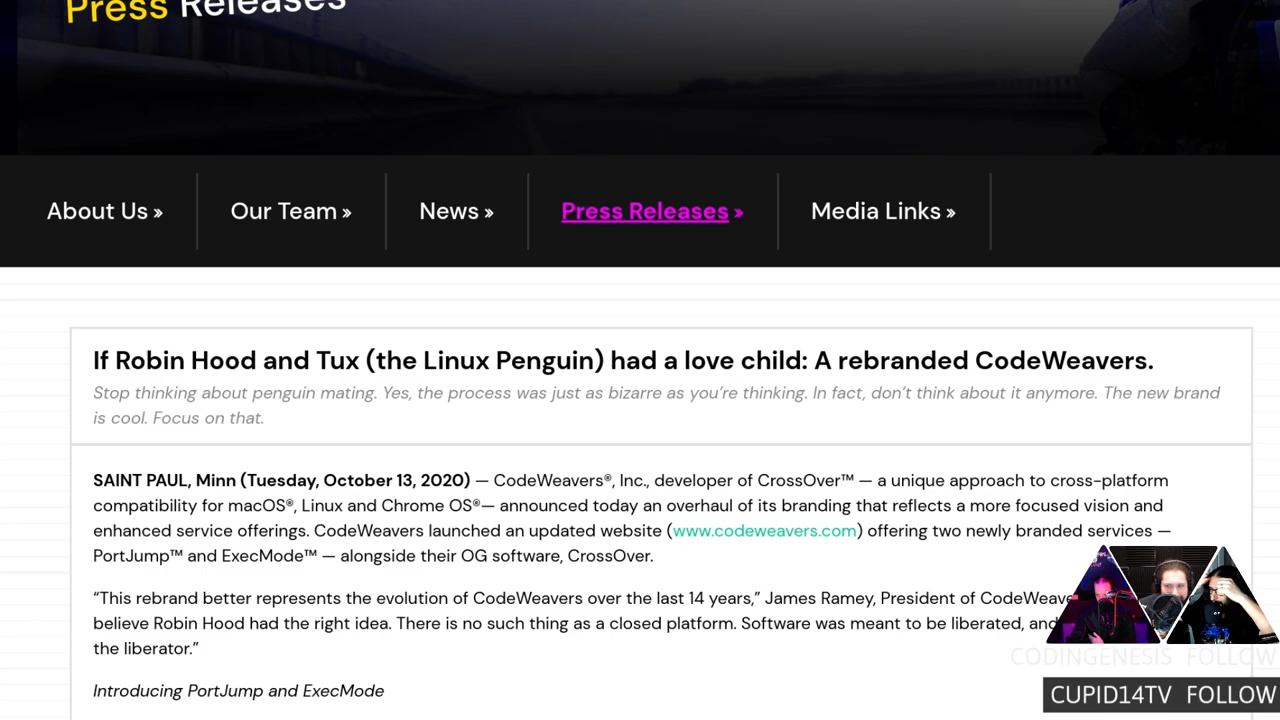 Press Releases
About Us »
Our Team »
News »
Press Releases »
Media Links »
If Robin Hood and Tux (the Linux Penguin) had a love child: A rebranded CodeWeavers.
Stop thinking about penguin mating. Yes, the process was just as bizarre as you’re thinking. In fact, don’t think about it anymore. The new brand
is cool. Focus on that.
SAINT PAUL, Minn (Tuesday, October 13, 2020) — CodeWeavers®, Inc., developer of CrossOver™ — a unique approach to cross-platform
compatibility for macOS®, Linux and Chrome OS®— announced today an overhaul of its branding that reflects a more focused vision and
enhanced service offerings. CodeWeavers launched an updated website (www.codeweavers.com) offering two newly branded services —
PortJump™ and ExecMode™ — alongside their OG software, CrossOver.
“This rebrand better represents the evolution of CodeWeavers over the last 14 years,” James Ramey, President of CodeWeave
believe Robin Hood had the right idea. There is no such thing as a closed platform. Software was meant to be liberated, and
the liberator.”
Introducing PortJump and ExecMode
CODINGENESIS FOLLOW
CUPID14TV FOLLOW